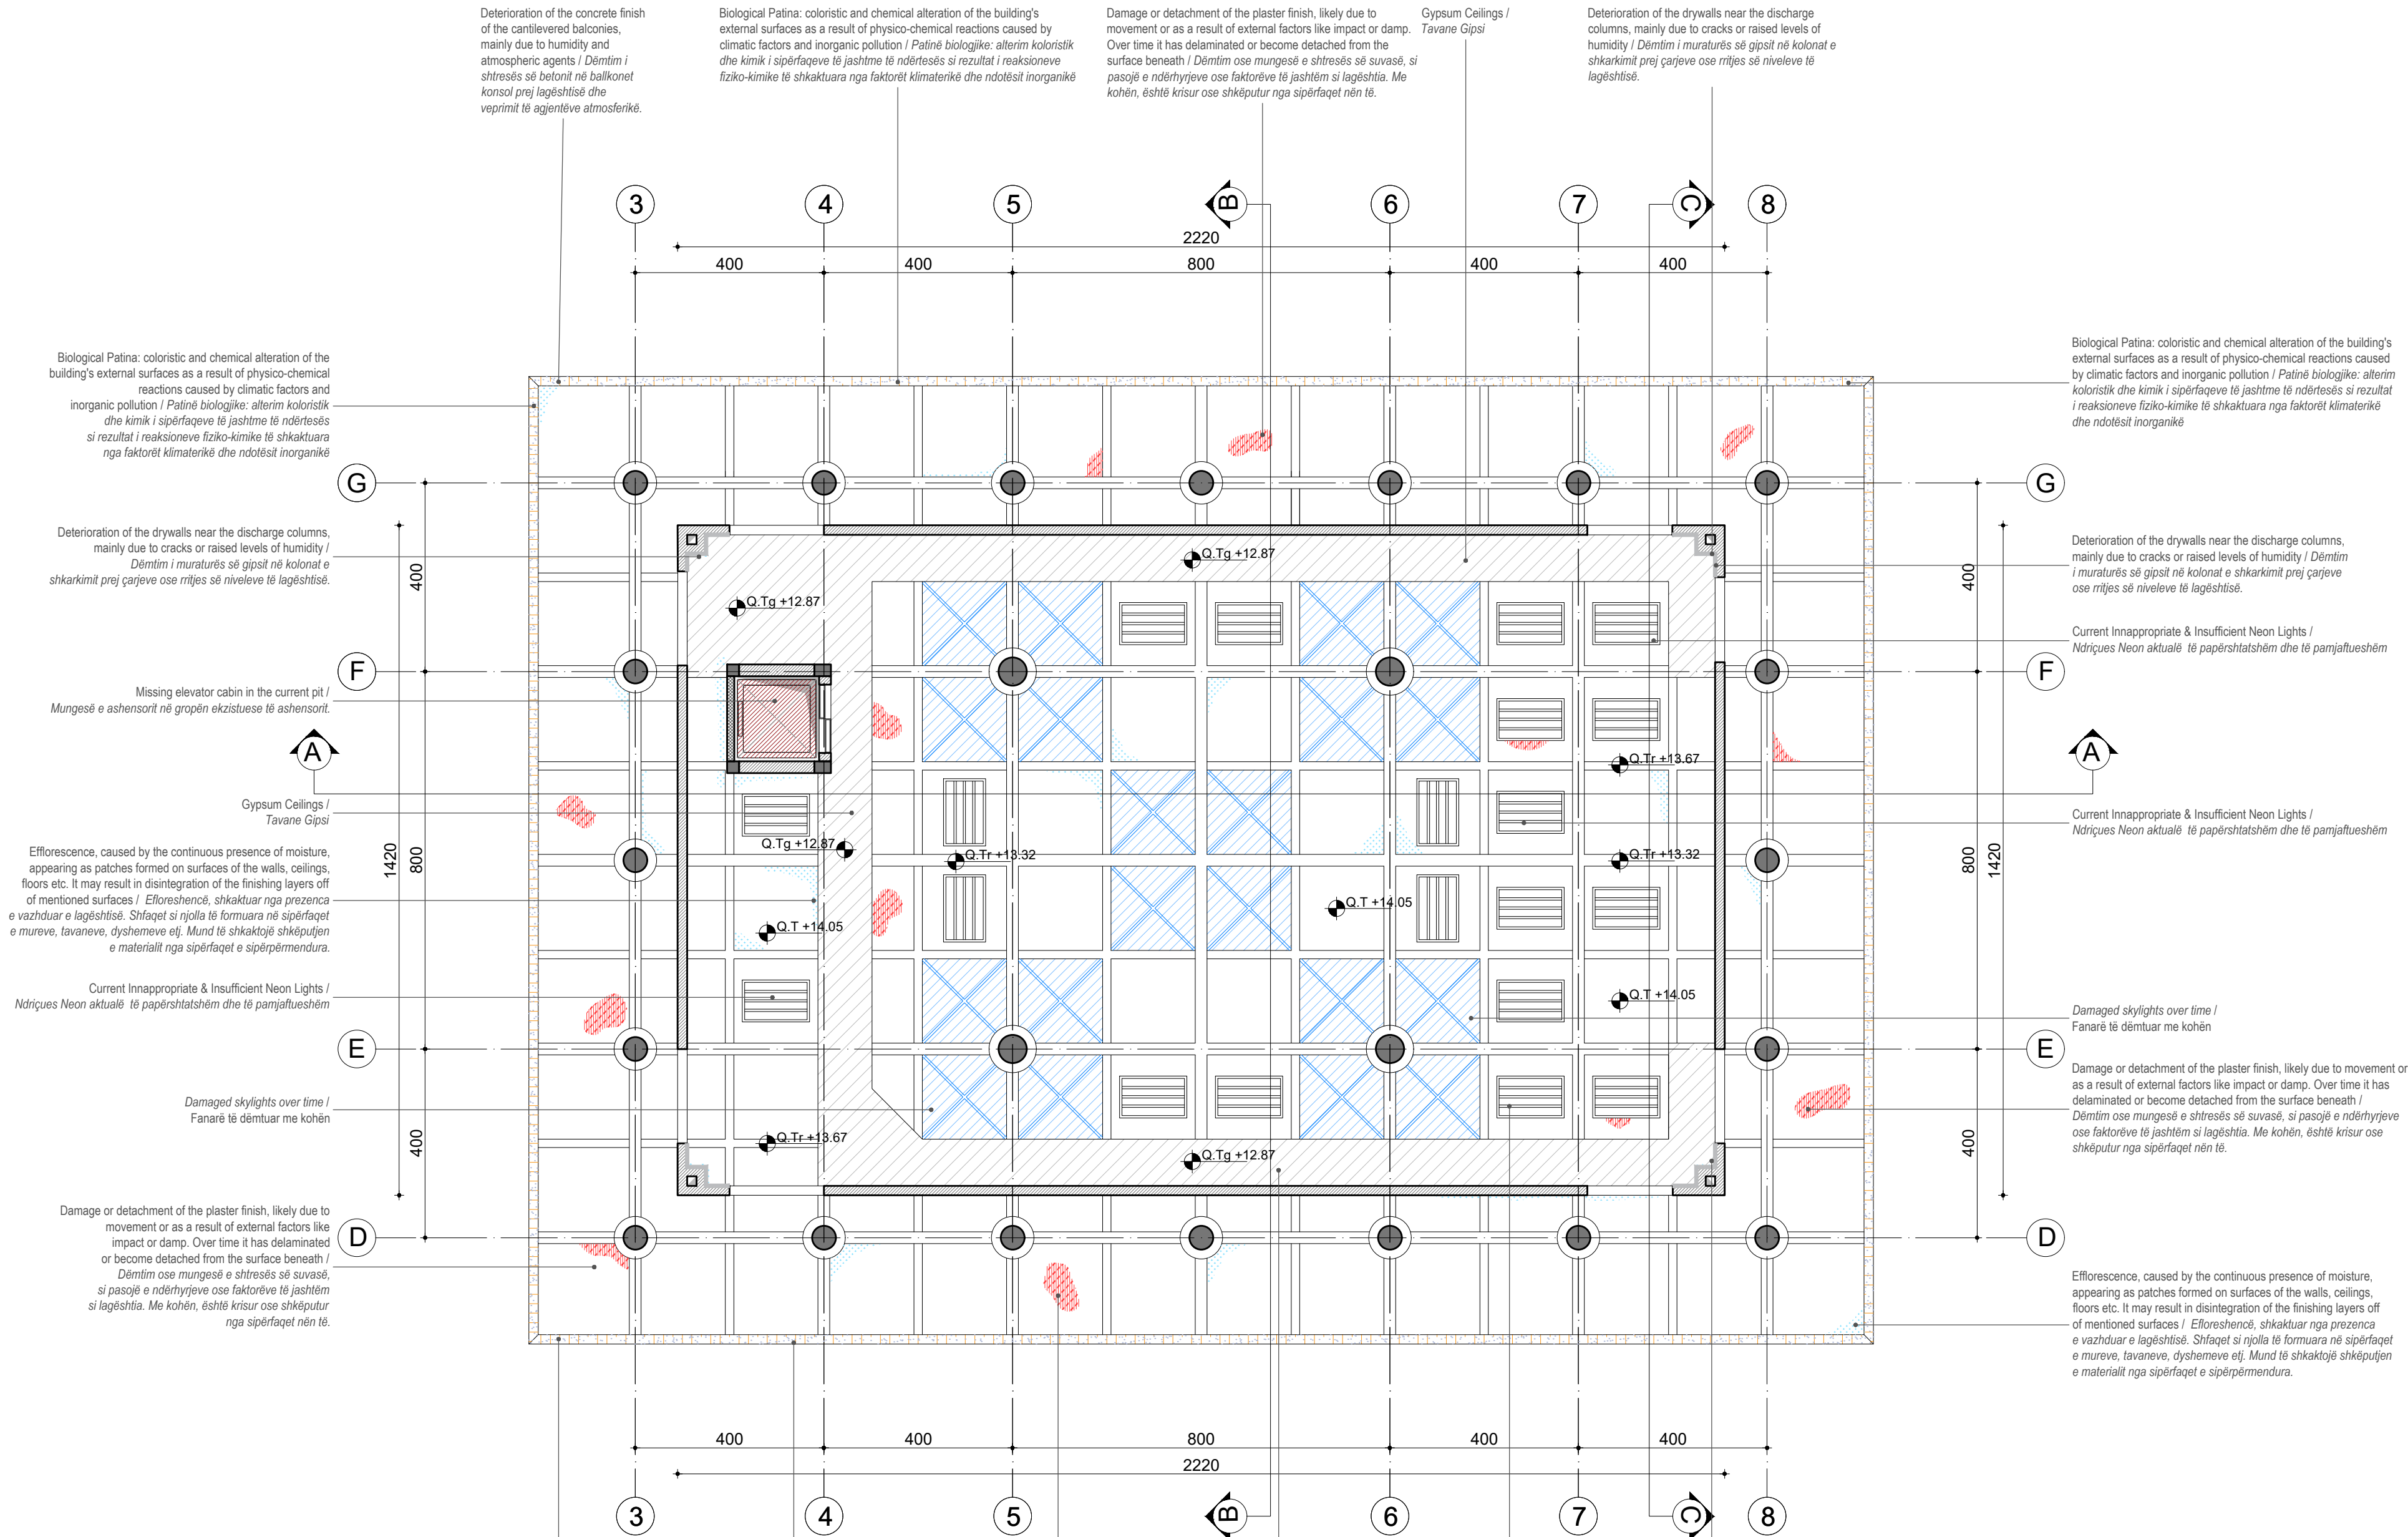 Deterioration of the concrete finish
of the cantilevered balconies,
mainly due to humidity and
atmospheric agents / Dëmtim i
shtresës së betonit në ballkonet
konsol prej lagështisë dhe
veprimit të agjentëve atmosferikë.
Biological Patina: coloristic and chemical alteration of the building's
external surfaces as a result of physico-chemical reactions caused by
climatic factors and inorganic pollution / Patinë biologjike: alterim koloristik
dhe kimik i sipërfaqeve të jashtme të ndërtesës si rezultat i reaksioneve
fiziko-kimike të shkaktuara nga faktorët klimaterikë dhe ndotësit inorganikë
Damage or detachment of the plaster finish, likely due to
movement or as a result of external factors like impact or damp.
Over time it has delaminated or become detached from the
surface beneath / Dëmtim ose mungesë e shtresës së suvasë, si
pasojë e ndërhyrjeve ose faktorëve të jashtëm si lagështia. Me
kohën, është krisur ose shkëputur nga sipërfaqet nën të.
Gypsum Ceilings /
Tavane Gipsi
Deterioration of the drywalls near the discharge
columns, mainly due to cracks or raised levels of
humidity / Dëmtim i muraturës së gipsit në kolonat e
shkarkimit prej çarjeve ose rritjes së niveleve të
lagështisë.
3
4
5
B
6
7
C
8
2220
400
400
800
400
400
Biological Patina: coloristic and chemical alteration of the
building's external surfaces as a result of physico-chemical
reactions caused by climatic factors and
inorganic pollution / Patinë biologjike: alterim koloristik
dhe kimik i sipërfaqeve të jashtme të ndërtesës
si rezultat i reaksioneve fiziko-kimike të shkaktuara
nga faktorët klimaterikë dhe ndotësit inorganikë
G
Deterioration of the drywalls near the discharge columns,
mainly due to cracks or raised levels of humidity /
Dëmtim i muraturës së gipsit në kolonat e
shkarkimit prej çarjeve ose rritjes së niveleve të lagështisë.
400
F
Missing elevator cabin in the current pit /
Mungesë e ashensorit në gropën ekzistuese të ashensorit.
A
Gypsum Ceilings /
Tavane Gipsi
1420
800
Efflorescence, caused by the continuous presence of moisture,
appearing as patches formed on surfaces of the walls, ceilings,
floors etc. It may result in disintegration of the finishing layers off
of mentioned surfaces / Efloreshencë, shkaktuar nga prezenca
e vazhduar e lagështisë. Shfaqet si njolla të formuara në sipërfaqet
e mureve, tavaneve, dyshemeve etj. Mund të shkaktojë shkëputjen
e materialit nga sipërfaqet e sipërpërmendura.
Current Innappropriate & Insufficient Neon Lights /
Ndriçues Neon aktualë të papërshtatshëm dhe të pamjaftueshëm
E
Damaged skylights over time /
Fanarë të dëmtuar me kohën
400
Damage or detachment of the plaster finish, likely due to
movement or as a result of external factors like
impact or damp. Over time it has delaminated
or become detached from the surface beneath /
Dëmtim ose mungesë e shtresës së suvasë,
si pasojë e ndërhyrjeve ose faktorëve të jashtëm
si lagështia. Me kohën, është krisur ose shkëputur
nga sipërfaqet nën të.
D
Q.Tg +12.87
Q.Tg +12.87
Q.Tr +13.67
Q.Tg +12.87
Q.Tr +13.32
Q.Tr +13.32
Q.T +14.05
Q.T +14.05
Q.T +14.05
Q.Tr +13.67
Q.Tg +12.87
Biological Patina: coloristic and chemical alteration of the building's
external surfaces as a result of physico-chemical reactions caused
by climatic factors and inorganic pollution / Patinë biologjike: alterim
koloristik dhe kimik i sipërfaqeve të jashtme të ndërtesës si rezultat
i reaksioneve fiziko-kimike të shkaktuara nga faktorët klimaterikë
dhe ndotësit inorganikë
G
Deterioration of the drywalls near the discharge columns,
mainly due to cracks or raised levels of humidity / Dëmtim
i muraturës së gipsit në kolonat e shkarkimit prej çarjeve
ose rritjes së niveleve të lagështisë.
400
Current Innappropriate & Insufficient Neon Lights /
Ndriçues Neon aktualë të papërshtatshëm dhe të pamjaftueshëm
F
A
Current Innappropriate & Insufficient Neon Lights /
Ndriçues Neon aktualë të papërshtatshëm dhe të pamjaftueshëm
800
1420
Damaged skylights over time /
Fanarë të dëmtuar me kohën
E
Damage or detachment of the plaster finish, likely due to movement or
as a result of external factors like impact or damp. Over time it has
delaminated or become detached from the surface beneath /
Dëmtim ose mungesë e shtresës së suvasë, si pasojë e ndërhyrjeve
ose faktorëve të jashtëm si lagështia. Me kohën, është krisur ose
shkëputur nga sipërfaqet nën të.
400
D
Efflorescence, caused by the continuous presence of moisture,
appearing as patches formed on surfaces of the walls, ceilings,
floors etc. It may result in disintegration of the finishing layers off
of mentioned surfaces / Efloreshencë, shkaktuar nga prezenca
e vazhduar e lagështisë. Shfaqet si njolla të formuara në sipërfaqet
e mureve, tavaneve, dyshemeve etj. Mund të shkaktojë shkëputjen
e materialit nga sipërfaqet e sipërpërmendura.
400
400
800
400
400
2220
3
4
5
B
6
7
C
8